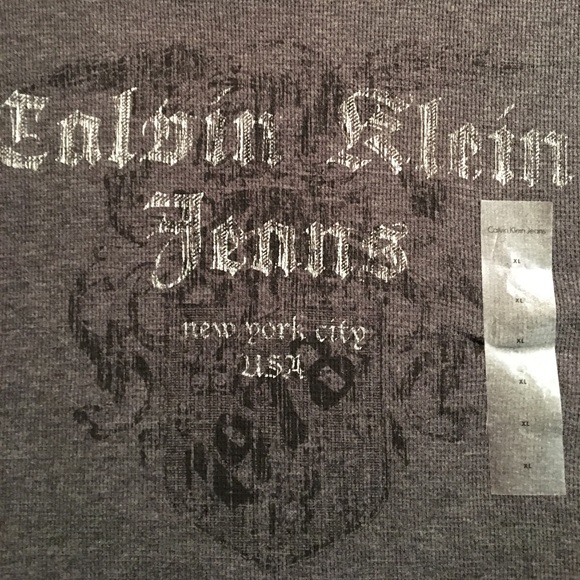 Calvin Klein
Jeans
new york city
USA
Calvin Klein Jeans
XL
XL
XL
XL
XL
XL